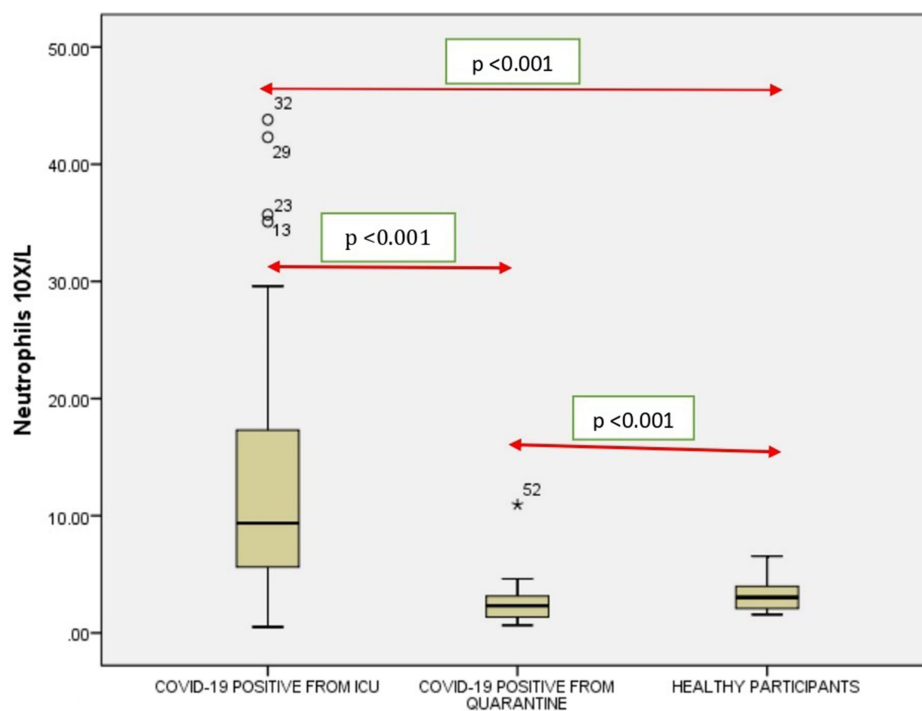 50.00
p <0.001
32
40.00
29
23
p <0.001
13
30.00
Neutrophils 10X/L
20.00
p <0.001
52
10.00
.00
COVID-19 POSITIVE FROM ICU
COVID-19 POSITIVE FROM
QUARANTINE
HEALTHY PARTICIPANTS